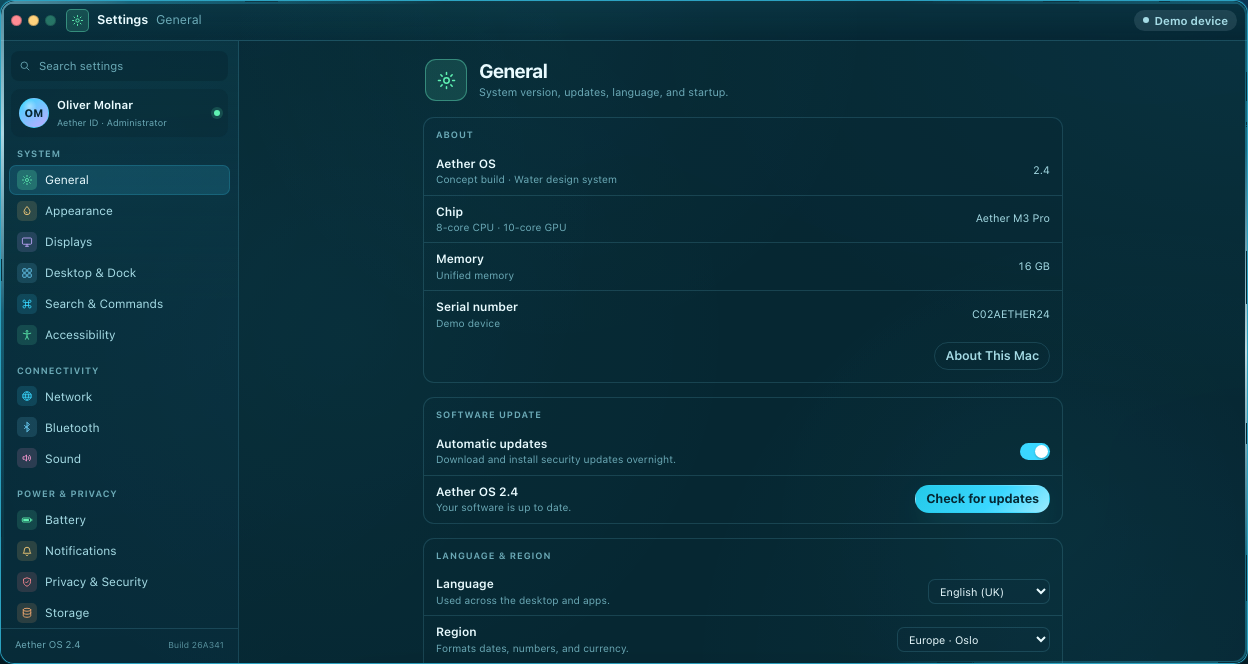 Settings General
Demo device
Search settings
OM
Oliver Molnar
Aether ID · Administrator
SYSTEM
General
Appearance
Displays
Desktop & Dock
Search & Commands
Accessibility
CONNECTIVITY
Network
Bluetooth
Sound
POWER & PRIVACY
Battery
Notifications
Privacy & Security
Storage
Aether OS 2.4
Build 26A341
General
System version, updates, language, and startup.
ABOUT
Aether OS
Concept build · Water design system
2.4
Chip
8-core CPU · 10-core GPU
Aether M3 Pro
Memory
Unified memory
16 GB
Serial number
Demo device
C02AETHER24
About This Mac
SOFTWARE UPDATE
Automatic updates
Download and install security updates overnight.
Aether OS 2.4
Your software is up to date.
Check for updates
LANGUAGE & REGION
Language
Used across the desktop and apps.
English (UK)
Region
Formats dates, numbers, and currency.
Europe · Oslo